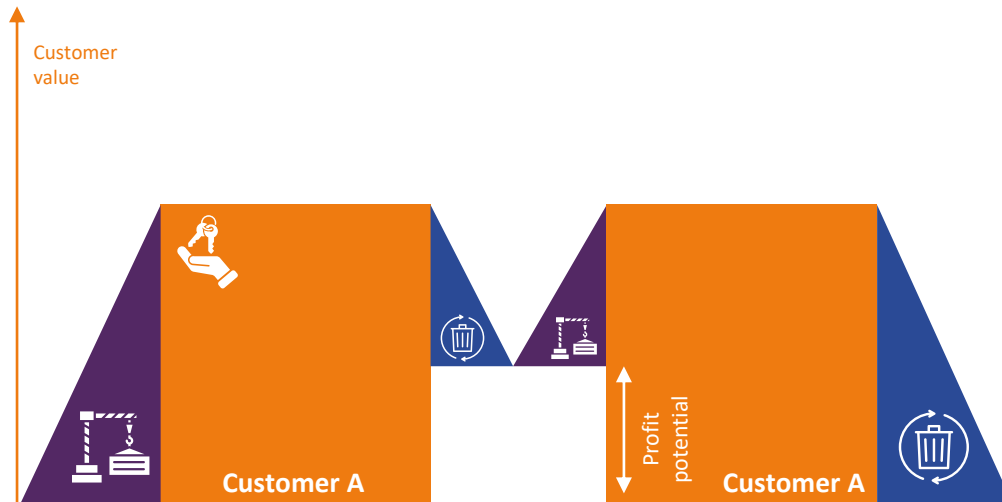 Customer
value
Customer A
Profit
potential
Customer A